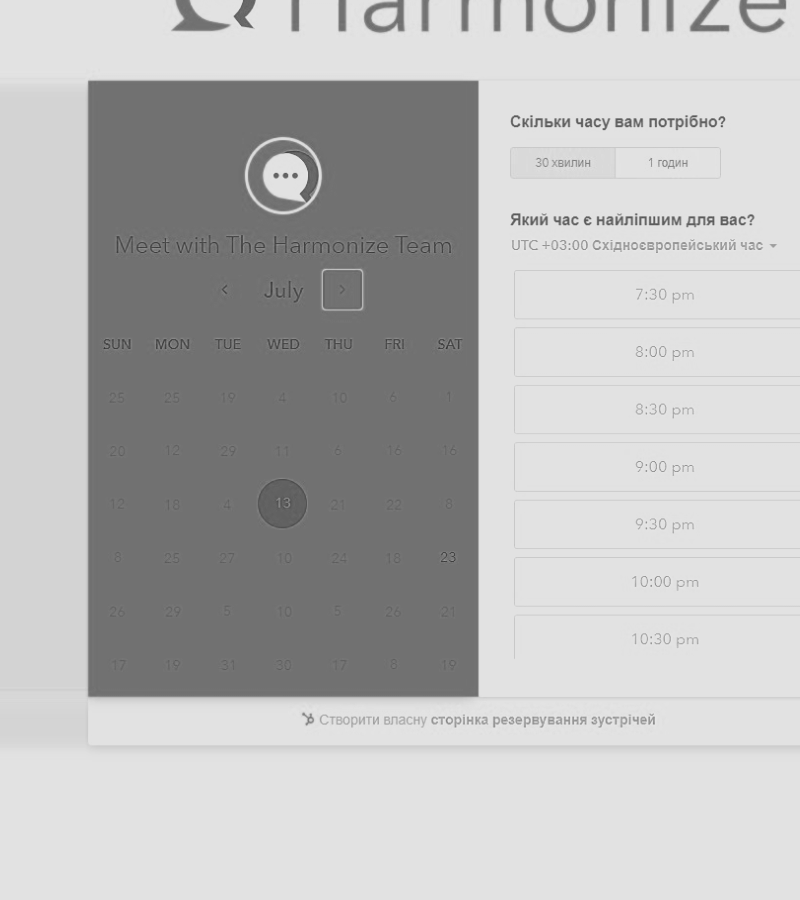 Harmonize
Meet with The Harmonize Team
July
SUN MON TUE WED THU FRI SAT
25 25 19 4 10 6 1
20 12 29 11 6 16 16
12 18 4 13 21 22 8
8 25 27 10 24 18 23
26 29 5 10 5 26 21
17 19 31 30 17 8 19
Скільки часу вам потрібно?
30 хвилин 1 годин
Який час є найліпшим для вас?
UTC +03:00 Східноєвропейський час
7:30 pm
8:00 pm
8:30 pm
9:00 pm
9:30 pm
10:00 pm
10:30 pm
Створити власну сторінка резервування зустрічей